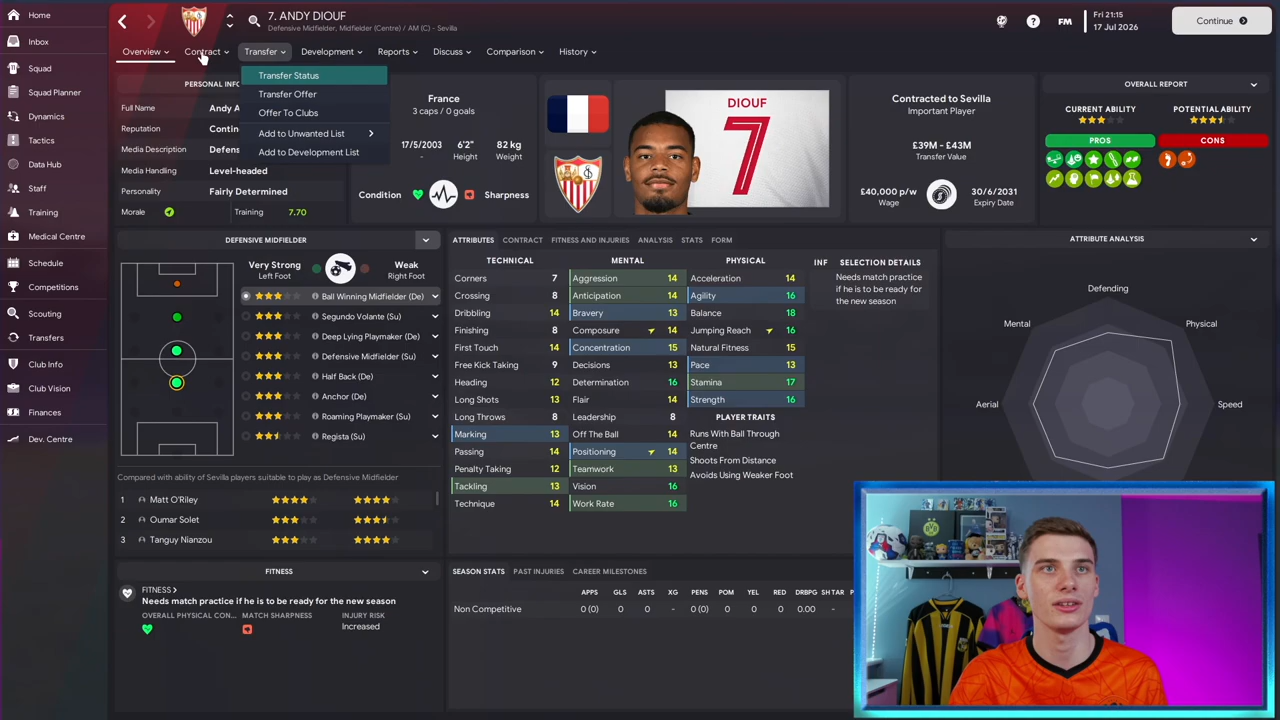 Home
Inbox
Squad
Squad Planner
Dynamics
Tactics
Data Hub
Staff
Training
Medical Centre
Schedule
Competitions
Scouting
Transfers
Club Info
Club Vision
Finances
Dev. Centre
7. ANDY DIOUF
Defensive Midfielder, Midfielder (Centre) / AM (C) - Sevilla
FM
Fri 21:15
17 Jul 2026
Continue
Overview
Contract
Transfer
Development
Reports
Discuss
Comparison
History
Transfer Status
Transfer Offer
Offer To Clubs
Add to Unwanted List
Add to Development List
PERSONAL INFO
Full Name Andy
Reputation Contin
Media Description Defens
Media Handling Level-headed
Personality Fairly Determined
Morale Training 7.70
France
3 caps / 0 goals
7/5/2003 6'2" 82 kg
- Height Weight
Condition Sharpness
DIOUF
7
Contracted to Sevilla
Important Player
£39M - £43M
Transfer Value
£40,000 p/w 30/6/2031
Wage Expiry Date
OVERALL REPORT
CURRENT ABILITY POTENTIAL ABILITY
PROS CONS
DEFENSIVE MIDFIELDER
Very Strong Weak
Left Foot Right Foot
Ball Winning Midfielder (De)
Segundo Volante (Su)
Deep Lying Playmaker (De)
Defensive Midfielder (Su)
Half Back (De)
Anchor (De)
Roaming Playmaker (Su)
Regista (Su)
Compared with ability of Sevilla players suitable to play as Defensive Midfielder
1 Matt O'Riley
2 Oumar Solet
3 Tanguy Nianzou
ATTRIBUTES CONTRACT FITNESS AND INJURIES ANALYSIS STATS FORM
TECHNICAL MENTAL PHYSICAL
Corners 7 Aggression 14 Acceleration 14
Crossing 8 Anticipation 14 Agility 16
Dribbling 14 Bravery 13 Balance 18
Finishing 8 Composure 14 Jumping Reach 16
First Touch 14 Concentration 15 Natural Fitness 15
Free Kick Taking 9 Decisions 13 Pace 13
Heading 12 Determination 16 Stamina 17
Long Shots 13 Flair 14 Strength 16
Long Throws 8 Leadership 8 PLAYER TRAITS
Marking 13 Off The Ball 14 Runs With Ball Through
Centre
Passing 14 Positioning 14 Shoots From Distance
Penalty Taking 12 Teamwork 13 Avoids Using Weaker Foot
Tackling 13 Vision 16
Technique 14 Work Rate 16
INF SELECTION DETAILS
Needs match practice
if he is to be ready for
the new season
ATTRIBUTE ANALYSIS
Defending
Mental Physical
Aerial Speed
FITNESS
FITNESS
Needs match practice if he is to be ready for the new season
OVERALL PHYSICAL CON... MATCH SHARPNESS INJURY RISK
Increased
SEASON STATS PAST INJURIES CAREER MILESTONES
APPS GLS ASTS XG PENS POM YEL RED DRBPG SH TAR
Non Competitive 0 (0) 0 0 - 0 (0) 0 0 0 0.00 -